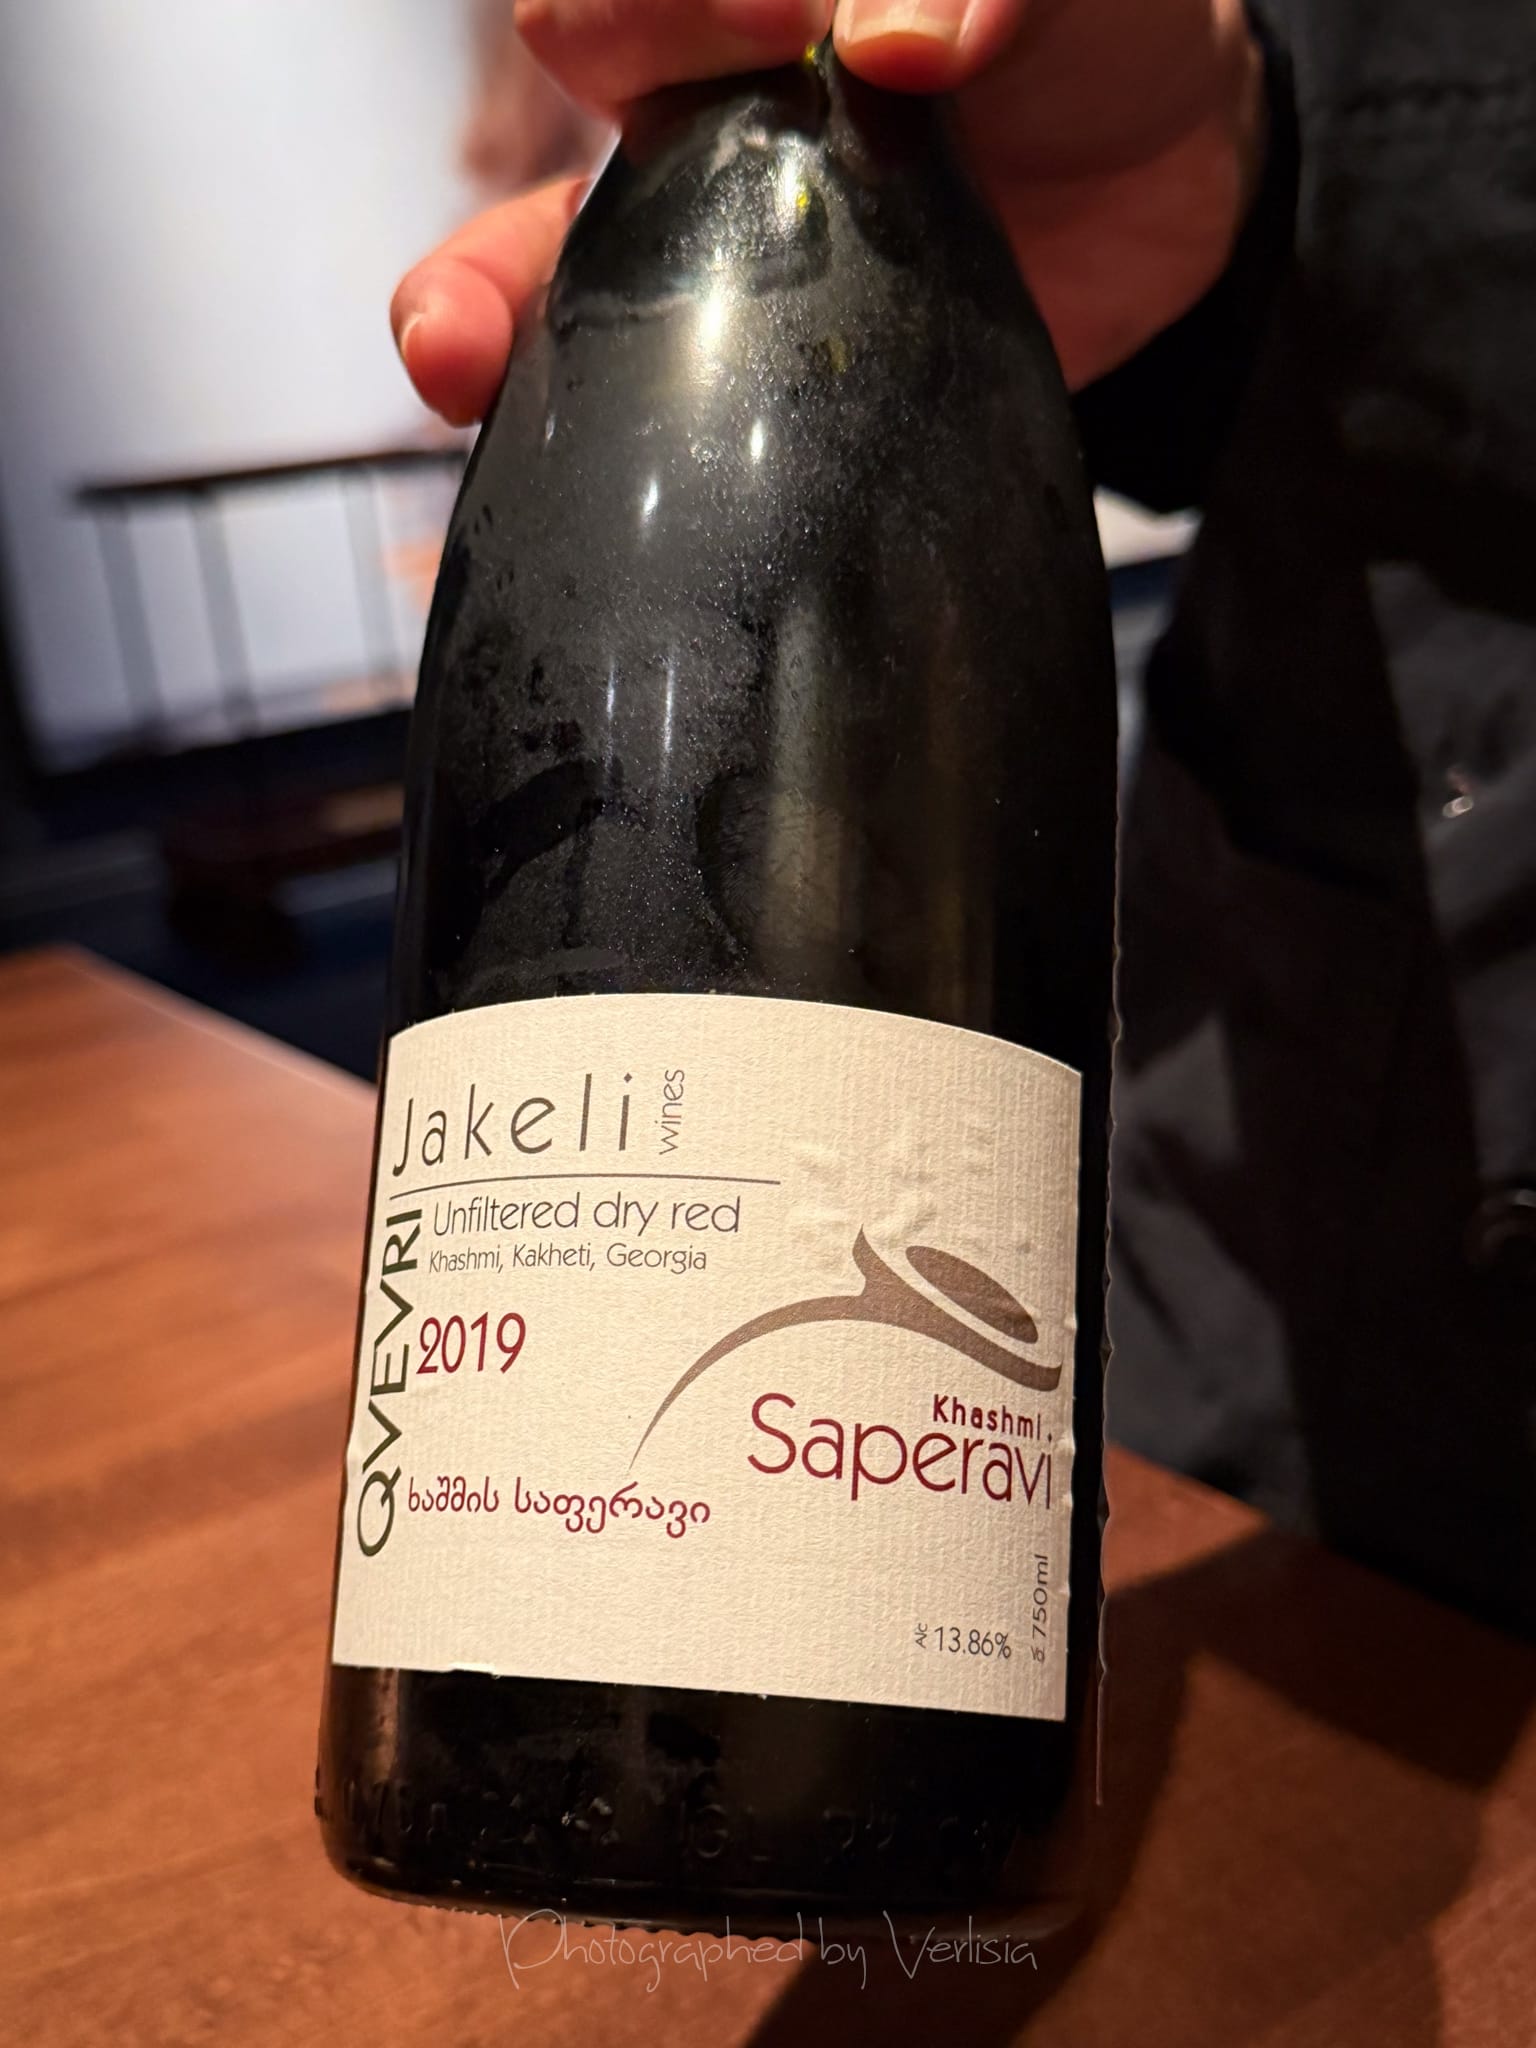 Jakeli wines
Unfiltered dry red
Khashmi, Kakheti, Georgia
QVEVRI
2019
Khashmi.
Saperavi
ხაშმის საფერავი
Alc 13.86%
750ml
Photographed by Verlisia